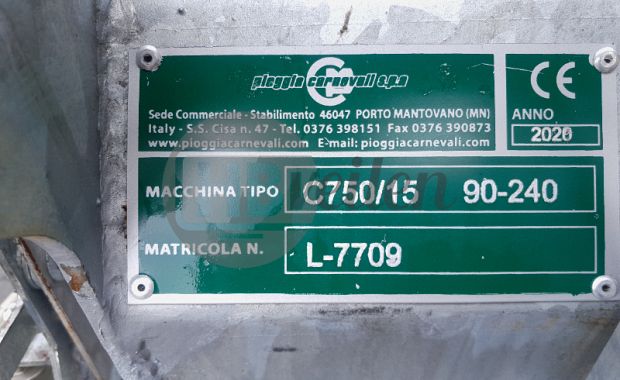 pioggia carnevali s.p.a
Sede Commerciale - Stabilimento 46047 PORTO MANTOVANO (MN)
Italy - S.S. Cisa n. 47 - Tel. 0376 398151 Fax 0376 390873
www.pioggiacarnevali.com E-mail: pioggiacarnevali.com
CE
ANNO
2020
MACCHINA TIPO C750/15 90-240
MATRICOLA N. L-7709